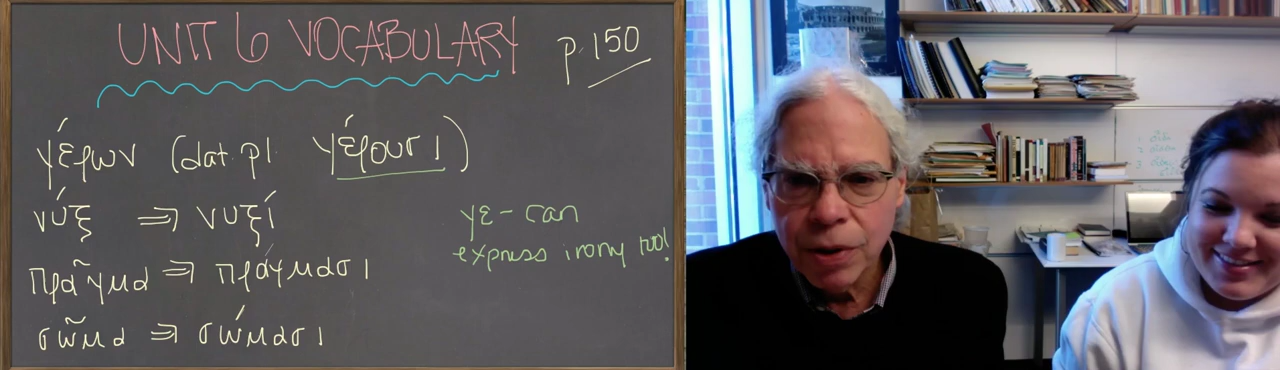 UNIT 6 VOCABULARY p. 150
γέρων (dat. pl. γέρουσι)
νύξ ⇒ νυξί
πρᾶγμα ⇒ πράγμασι
σῶμα ⇒ σώμασι
γε - can
express irony too!